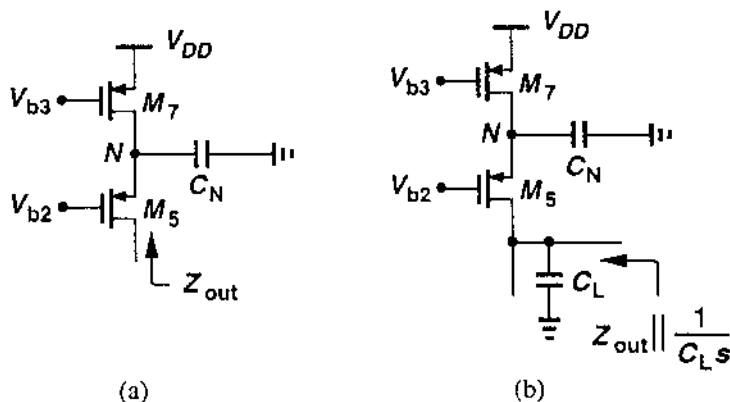 V_DD
V_b3
M_7
N
C_N
V_b2
M_5
Z_out
(a)
V_DD
V_b3
M_7
N
C_N
V_b2
M_5
C_L
Z_out || 1/(C_L s)
(b)